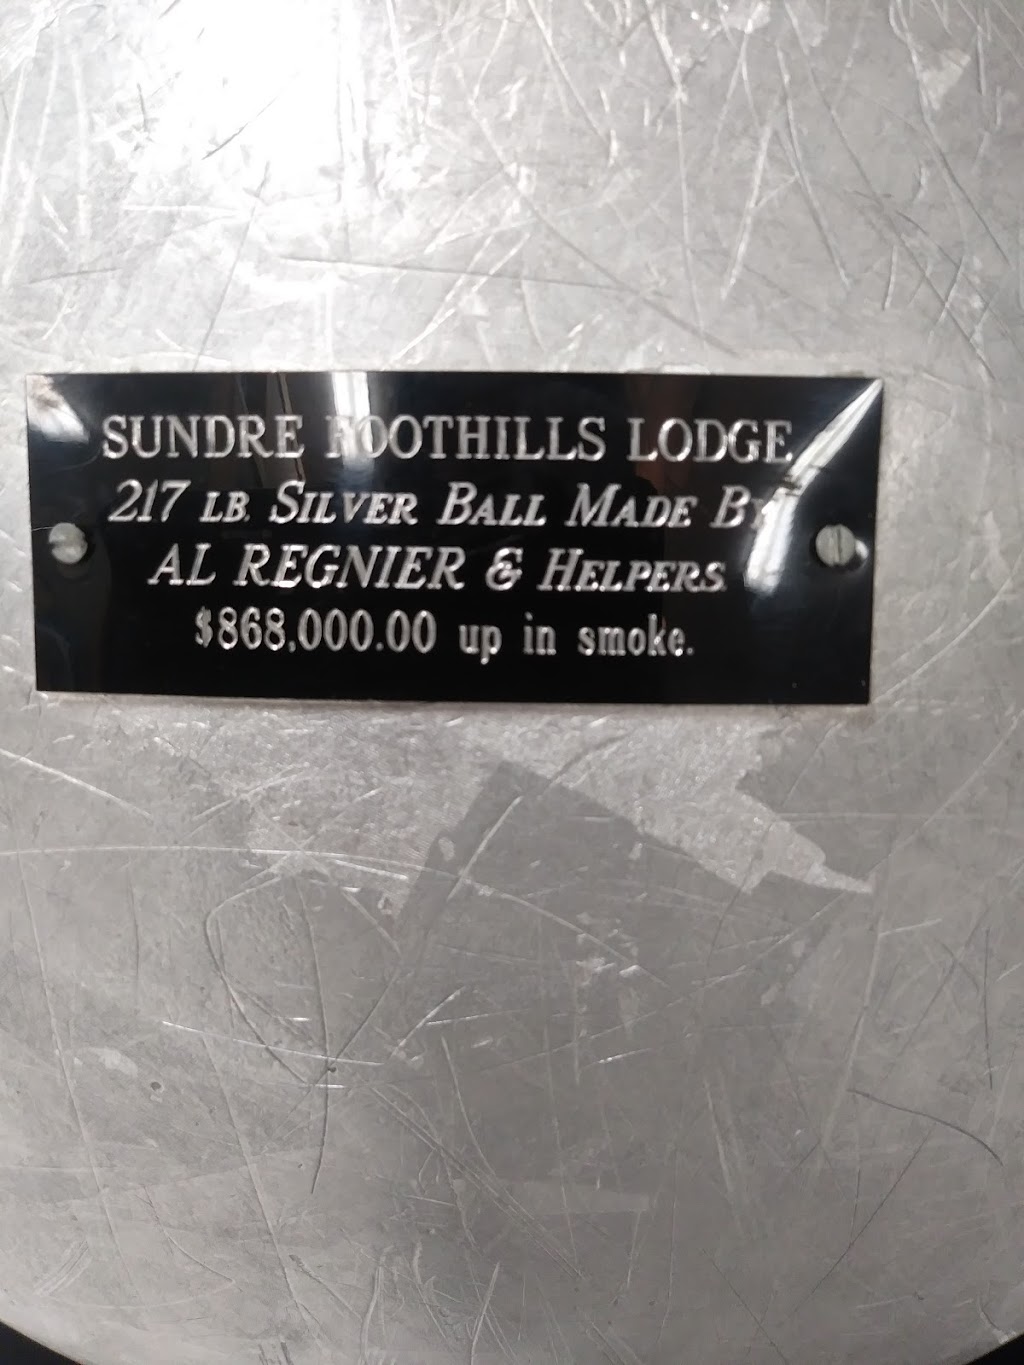 SUNDRE FOOTHILLS LODGE
217 LB. SILVER BALL MADE BY
AL REGNIER & HELPERS
$868,000.00 up in smoke.